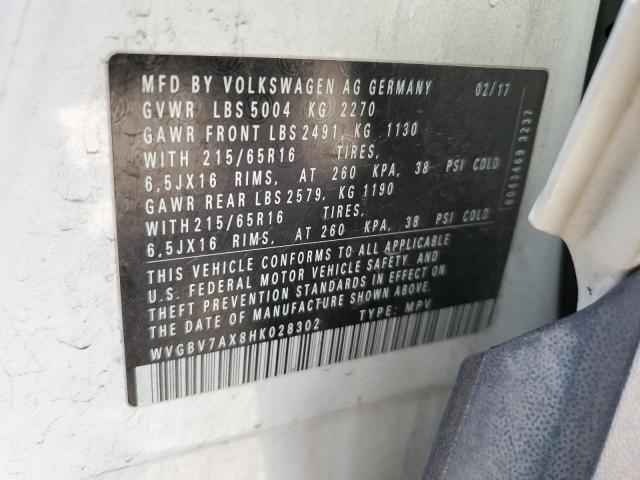 MFD BY VOLKSWAGEN AG GERMANY 02/17
GVWR LBS 5004 KG 2270
GAWR FRONT LBS 2491, KG 1130
WITH 215/65R16 TIRES,
6,5JX16 RIMS, AT 260 KPA, 38 PSI COLD
GAWR REAR LBS 2579, KG 1190
WITH 215/65R16 TIRES,
6,5JX16 RIMS, AT 260 KPA, 38 PSI COLD
THIS VEHICLE CONFORMS TO ALL APPLICABLE
U.S. FEDERAL MOTOR VEHICLE SAFETY, AND
THEFT PREVENTION STANDARDS IN EFFECT ON
THE DATE OF MANUFACTURE SHOWN ABOVE.
WVGBV7AX8HK028302 TYPE: MPV
8043469 3237